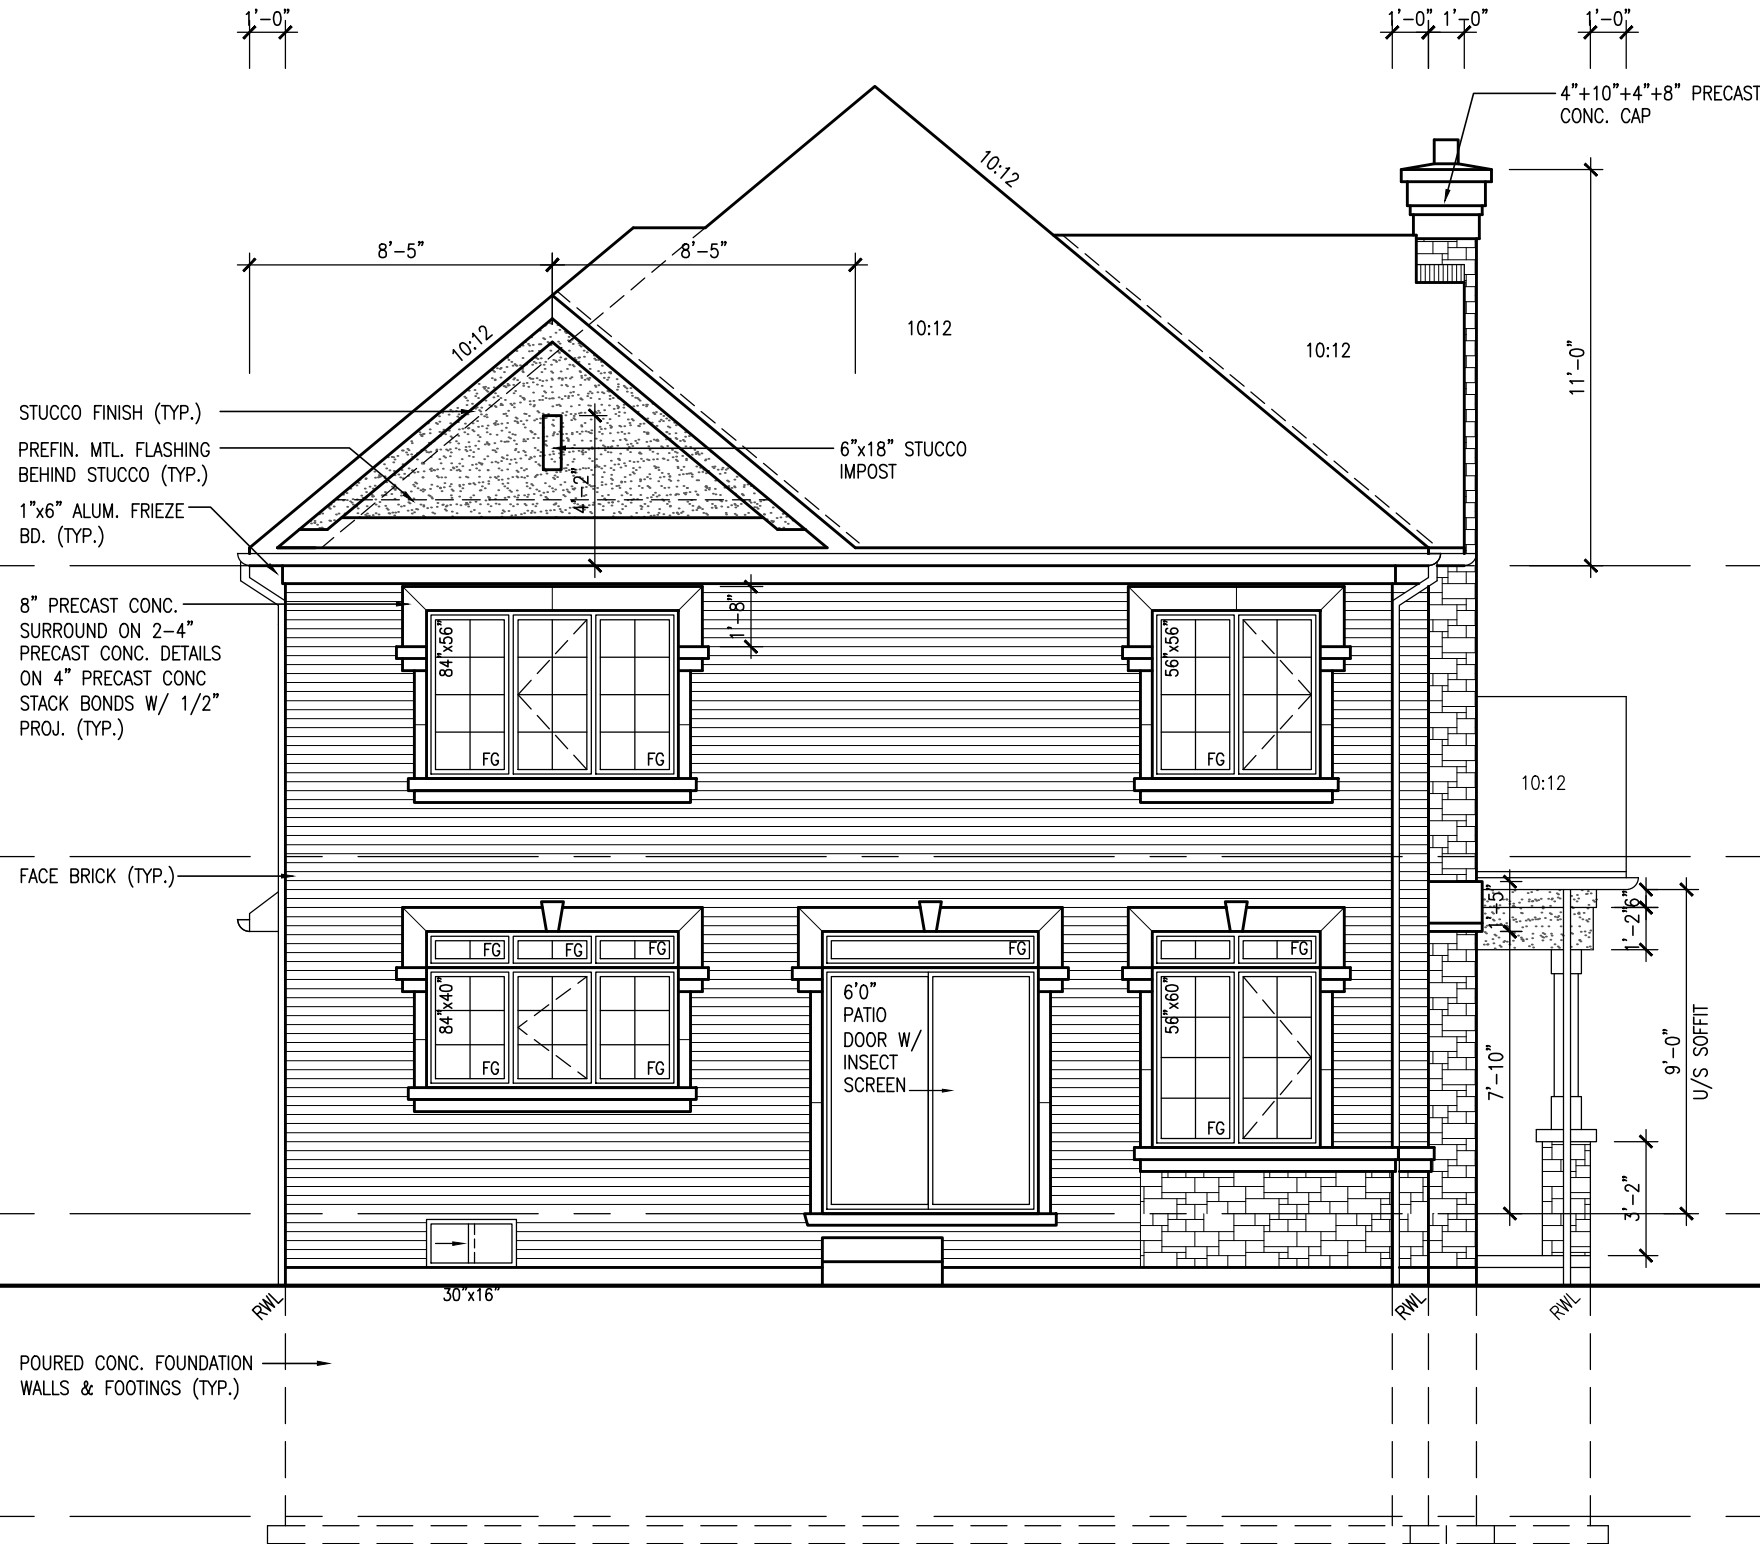 1'-0"
1'-0" 1'-0"
1'-0"
4"+10"+4"+8" PRECAST
CONC. CAP
10:12
8'-5"
8'-5"
10:12
10:12
10:12
11'-0"
STUCCO FINISH (TYP.)
PREFIN. MTL. FLASHING
BEHIND STUCCO (TYP.)
6"x18" STUCCO
IMPOST
4'-2"
1"x6" ALUM. FRIEZE
BD. (TYP.)
8" PRECAST CONC.
SURROUND ON 2-4"
PRECAST CONC. DETAILS
ON 4" PRECAST CONC
STACK BONDS W/ 1/2"
PROJ. (TYP.)
84"x56"
1'-8"
56"x56"
FG
FG
FG
10:12
FACE BRICK (TYP.)
1'-5"
6"
1'-2"
FG
FG
FG
FG
FG
84"x40"
6'0"
PATIO
DOOR W/
INSECT
SCREEN
56"x60"
FG
FG
FG
7'-10"
9'-0"
U/S SOFFIT
3'-2"
30"x16"
RWL
RWL
RWL
POURED CONC. FOUNDATION
WALLS & FOOTINGS (TYP.)